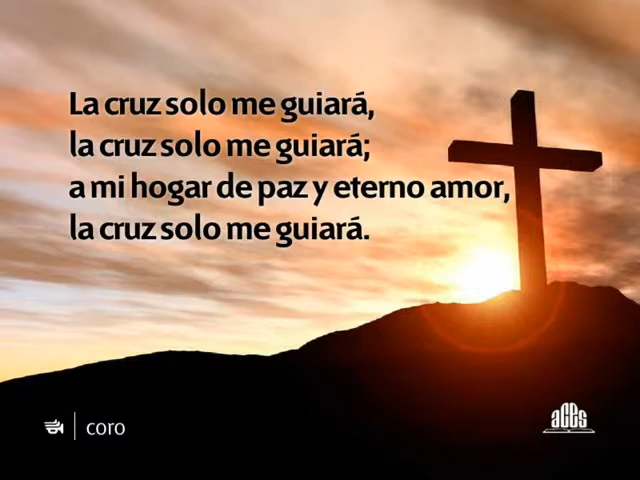 La cruz solo me guiará,
la cruz solo me guiará;
a mi hogar de paz y eterno amor,
la cruz solo me guiará.
coro
aces